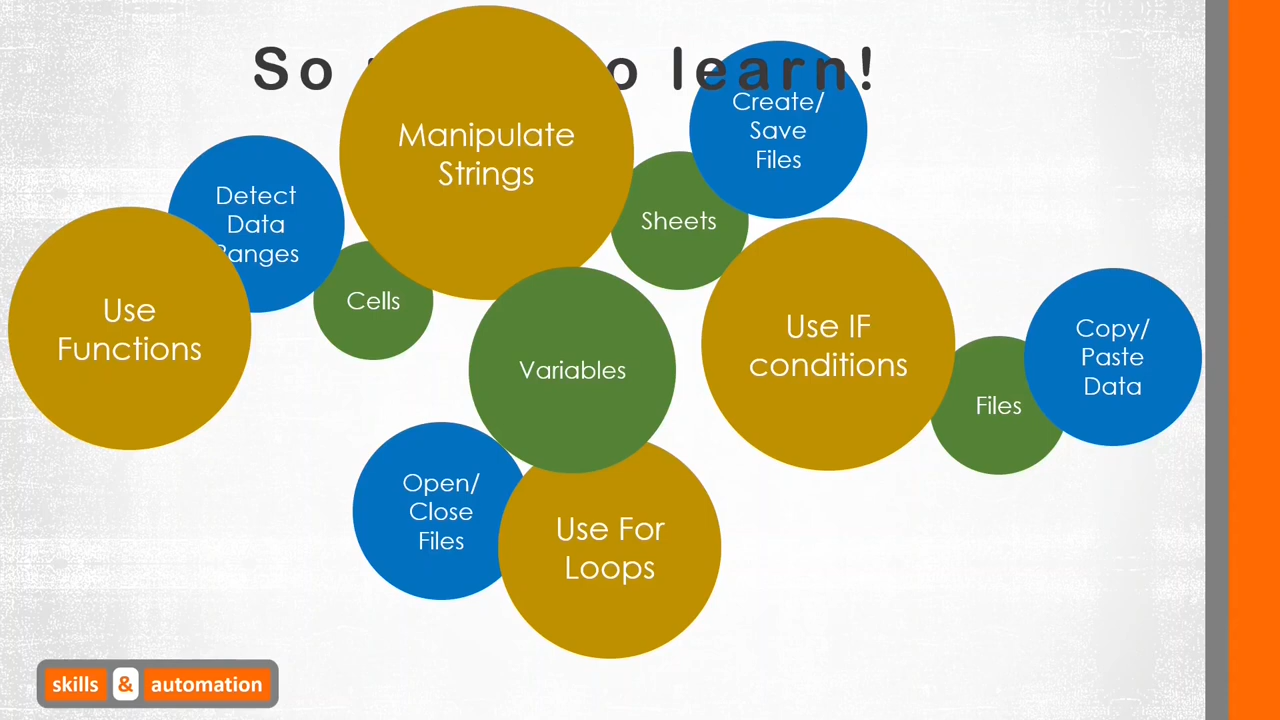 So o learn!
Manipulate
Strings
Create/
Save
Files
Detect
Data
Ranges
Sheets
Cells
Use
Functions
Variables
Use IF
conditions
Files
Copy/
Paste
Data
Open/
Close
Files
Use For
Loops
skills & automation